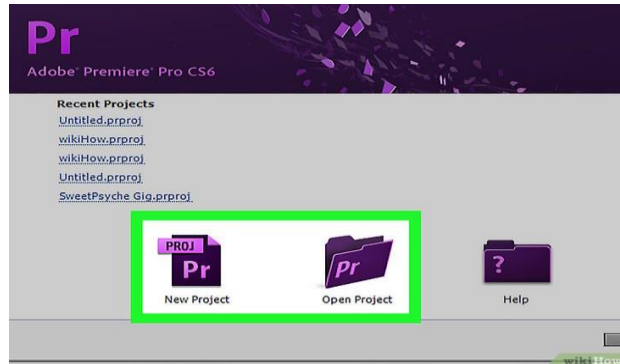 Pr
Adobe® Premiere® Pro CS6
Recent Projects
Untitled.prproj
wikiHow.prproj
wikiHow.prproj
Untitled.prproj
SweetPsyche Gig.prproj
PROJ
Pr
Pr
?
New Project
Open Project
Help
wikiHow